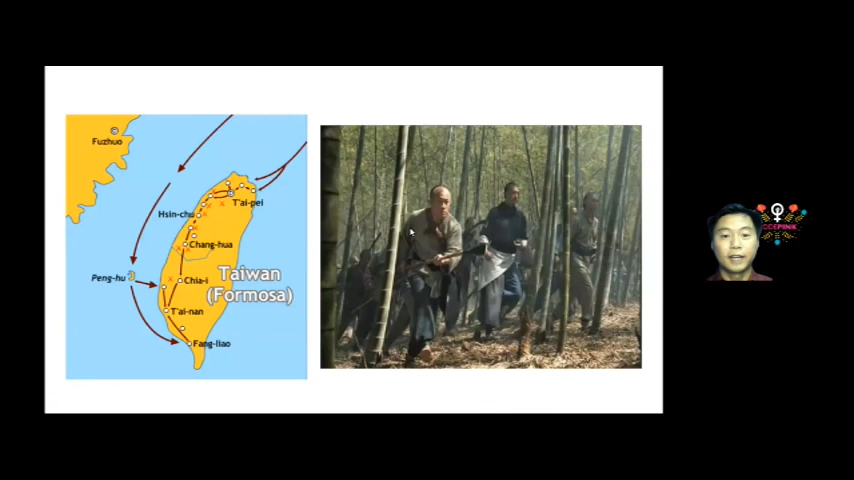 Fuzhuo
T'ai-pei
Hsin-chu
Chang-hua
Taiwan
(Formosa)
Peng-hu
Chia-i
T'ai-nan
Fang-liao